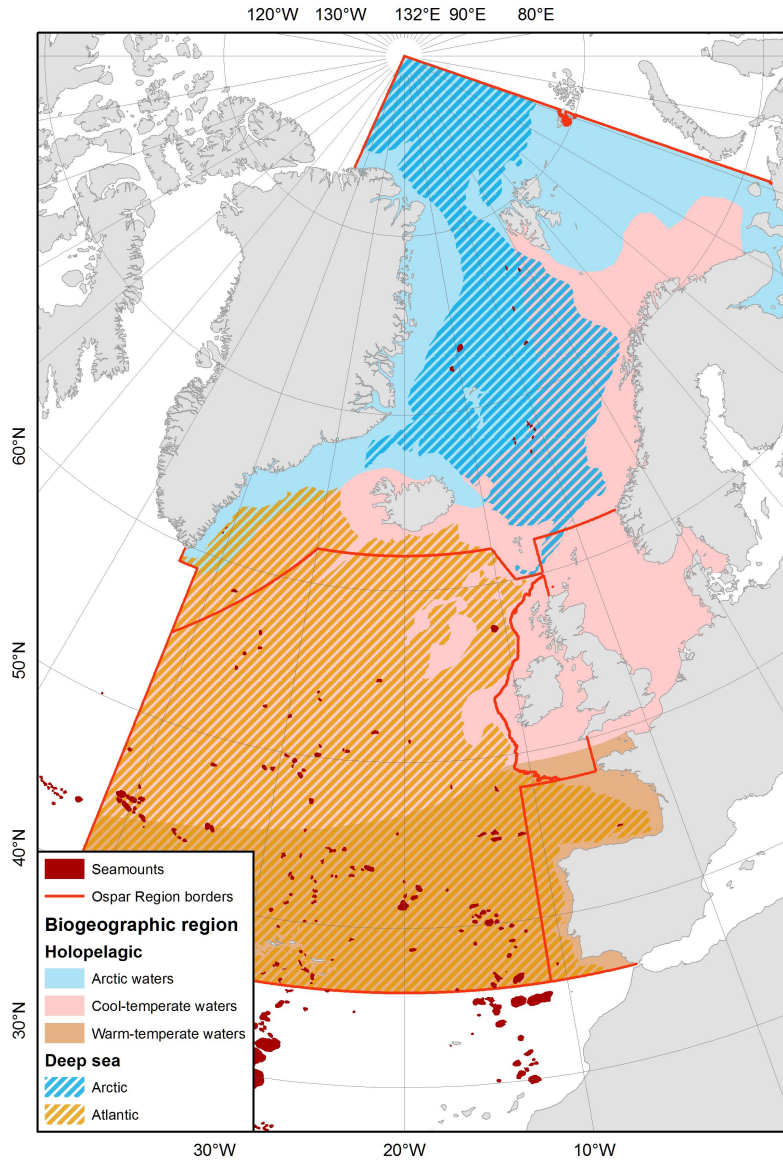 120°W 130°W 132°E 90°E 80°E
60°N
50°N
40°N
30°N
Seamounts
Ospar Region borders
Biogeographic region
Holopelagic
Arctic waters
Cool-temperate waters
Warm-temperate waters
Deep sea
Arctic
Atlantic
30°W 20°W 10°W